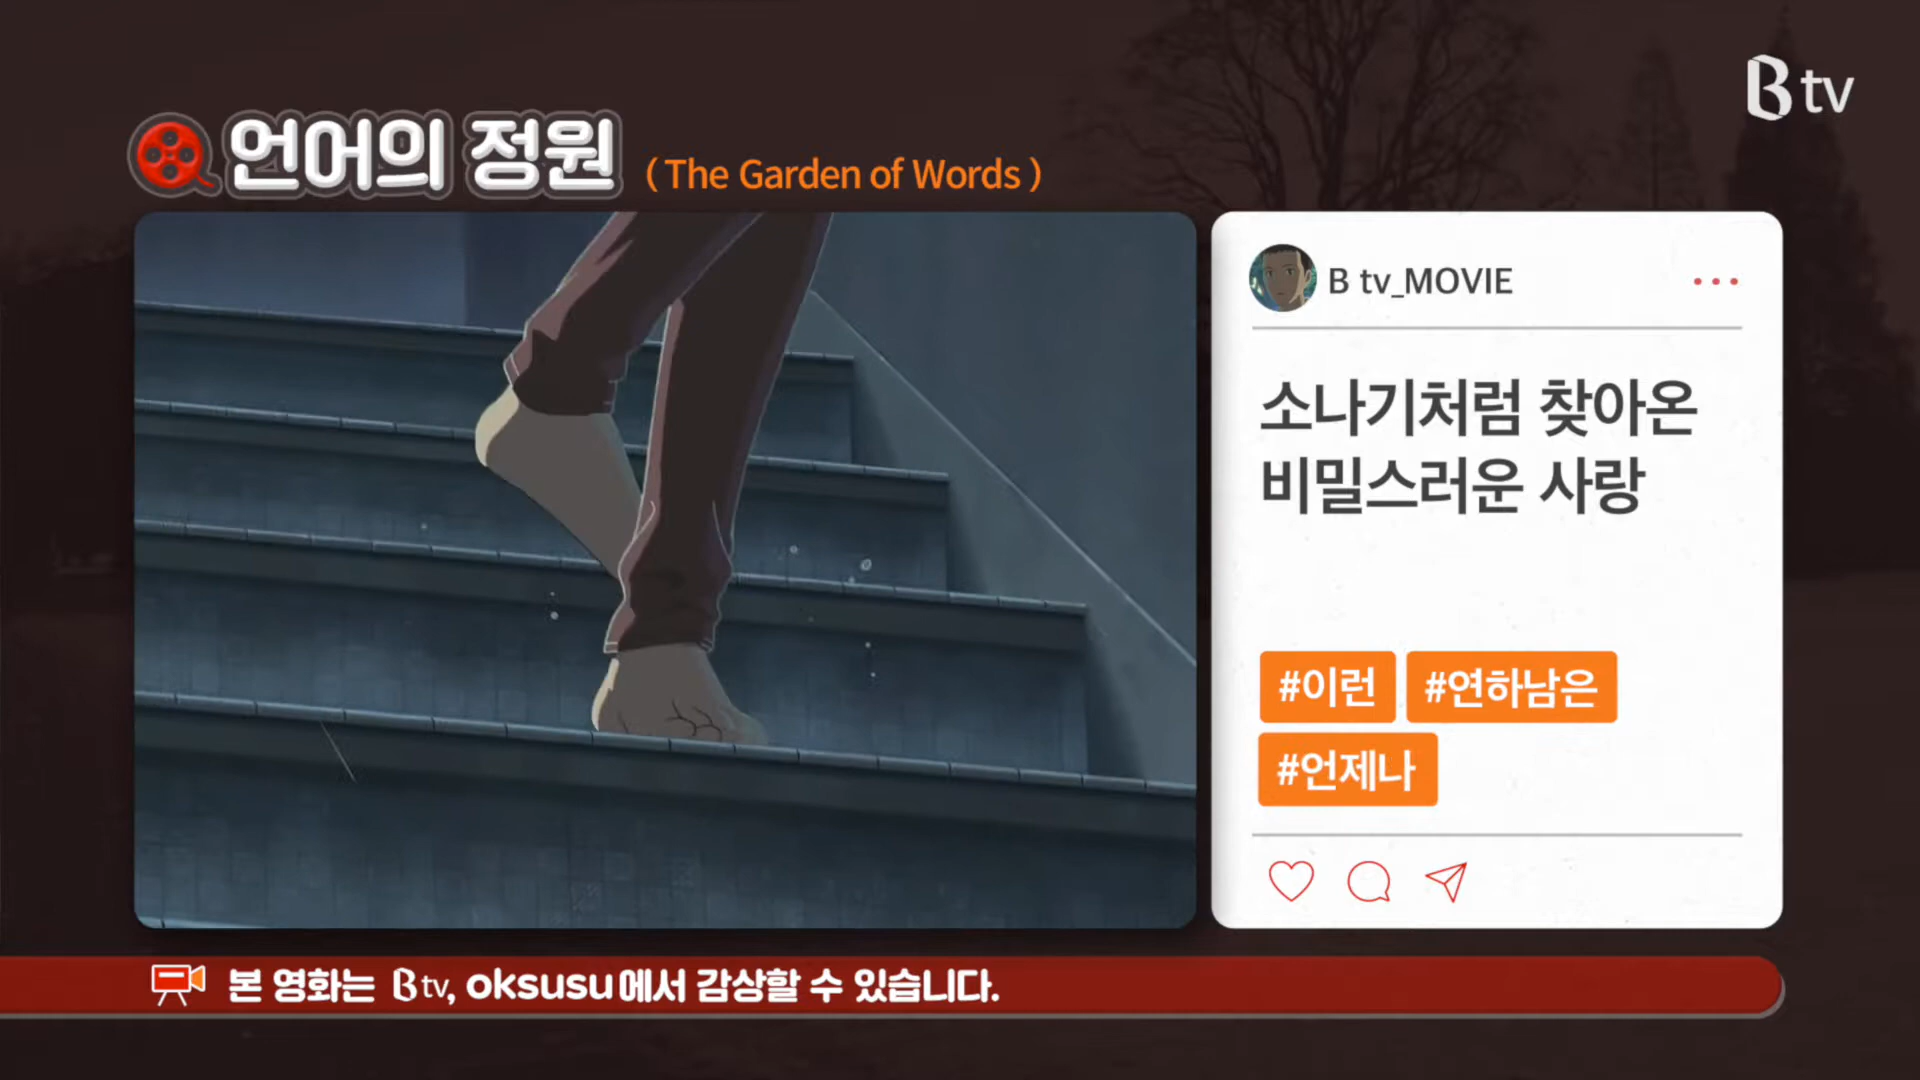 B tv
언어의 정원 ( The Garden of Words )
B tv_MOVIE
소나기처럼 찾아온
비밀스러운 사랑
#이런 #연하남은
#언제나
본 영화는 B tv, oksusu에서 감상할 수 있습니다.